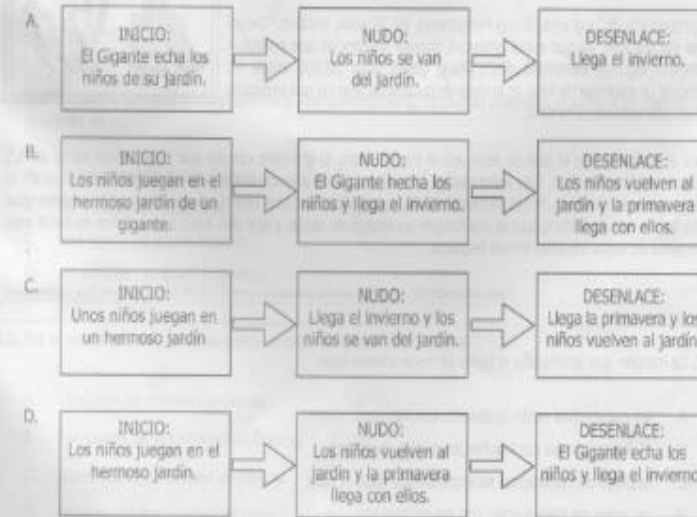 A.
INICIO:
El Gigante echa los
niños de su jardín.
NUDO:
Los niños se van
del jardín.
DESENLACE:
Llega el invierno.
II.
INICIO:
Los niños juegan en el
hermoso jardín de un
gigante.
NUDO:
El Gigante hecha los
niños y llega el invierno.
DESENLACE:
Los niños vuelven al
jardín y la primavera
llega con ellos.
C.
INICIO:
Unos niños juegan en
un hermoso jardín
NUDO:
Llega el invierno y los
niños se van del jardín.
DESENLACE:
Llega la primavera y los
niños vuelven al jardín
D.
INICIO:
Los niños juegan en el
hermoso jardín.
NUDO:
Los niños vuelven al
jardín y la primavera
llega con ellos.
DESENLACE:
El Gigante echa los
niños y llega el invierno